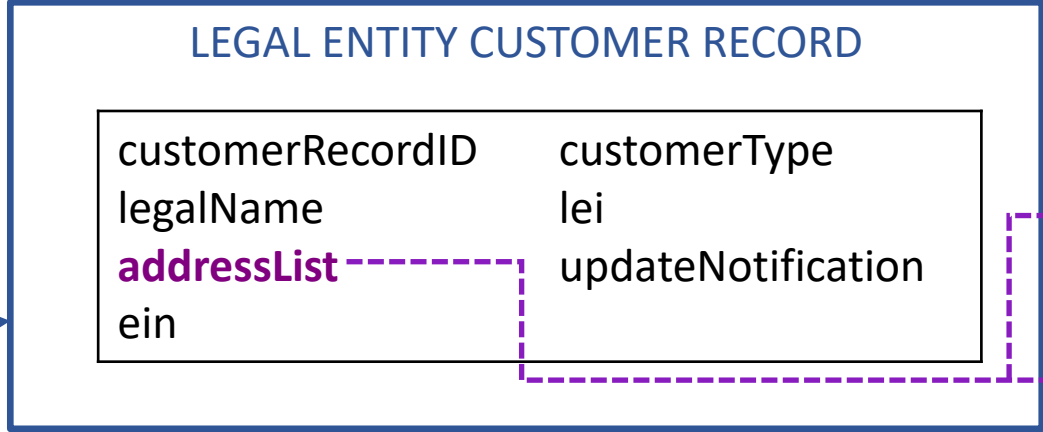 LEGAL ENTITY CUSTOMER RECORD
customerRecordID
legalName
addressList
ein
customerType
lei
updateNotification